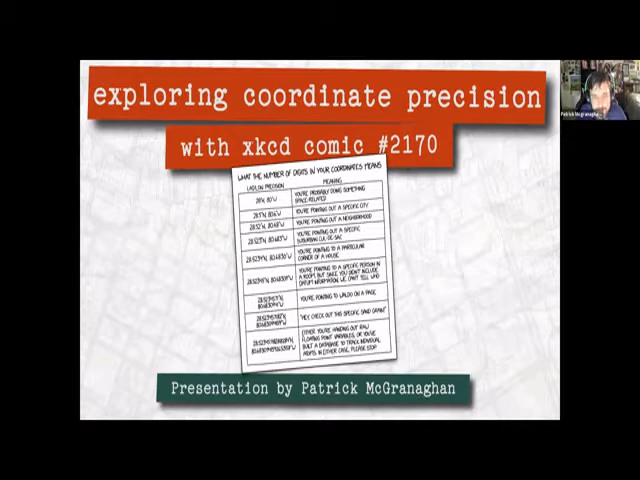 exploring coordinate precision
with xkcd comic #2170
WHAT THE NUMBER OF DIGITS IN YOUR COORDINATES MEANS
LAT/LON PRECISION
MEANING
28°N, 80°W
YOU'RE PROBABLY DOING SOMETHING
SPACE-RELATED
28.5°N, 80.6°W
YOU'RE POINTING OUT A SPECIFIC CITY
28.52°N, 80.68°W
YOU'RE POINTING OUT A NEIGHBORHOOD
28.523°N, 80.683°W
YOU'RE POINTING OUT A SPECIFIC
SUBURBAN CUL-DE-SAC
28.5234°N, 80.6830°W
YOU'RE POINTING TO A PARTICULAR
CORNER OF A HOUSE
28.52345°N, 80.68309°W
YOU'RE POINTING TO A SPECIFIC PERSON IN
A ROOM, BUT SINCE YOU DIDN'T INCLUDE
DATUM INFORMATION, WE CAN'T TELL WHO
YOU'RE POINTING TO WALDO ON A PAGE
"HEY, CHECK OUT THIS SPECIFIC SAND GRAIN!"
EITHER YOU'RE HANDING OUT RAW
FLOATING POINT VARIABLES, OR YOU'VE
BUILT A DATABASE TO TRACK INDIVIDUAL
ATOMS. IN EITHER CASE, PLEASE STOP.
Presentation by Patrick McGranaghan
Patrick McGranagha...